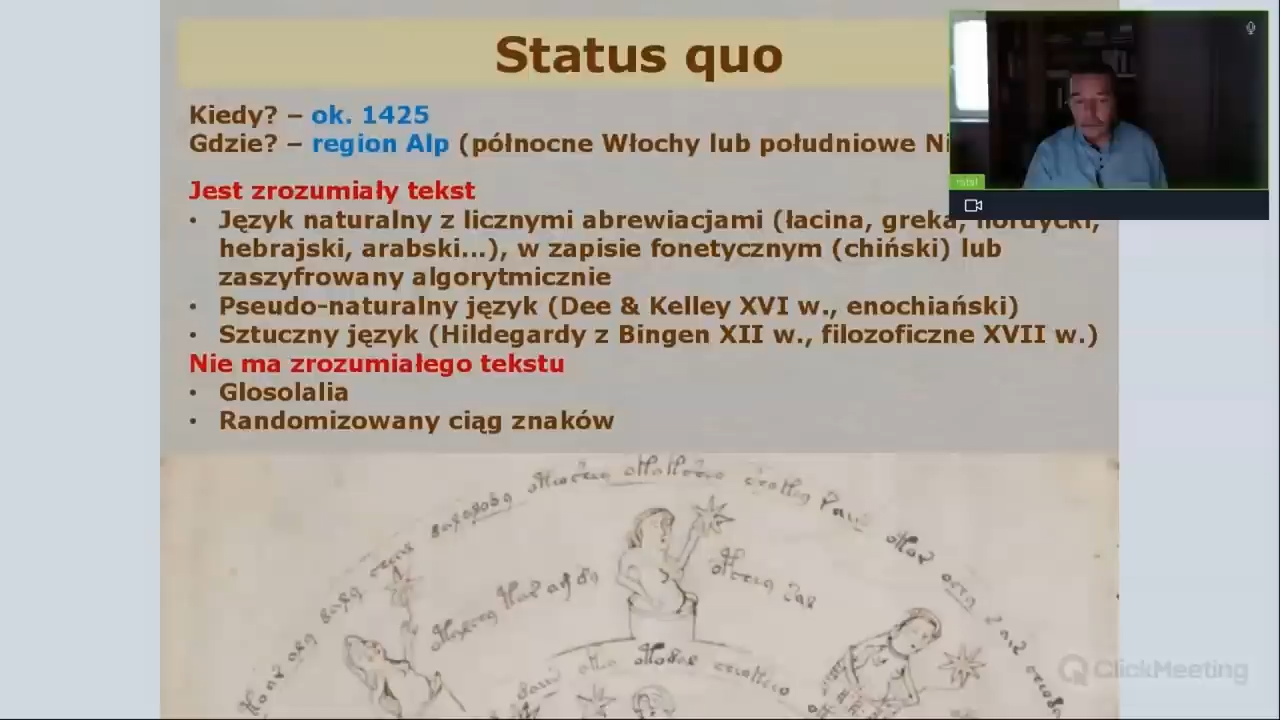 Status quo
Kiedy? – ok. 1425
Gdzie? – region Alp (północne Włochy lub południowe Ni
Jest zrozumiały tekst
• Język naturalny z licznymi abrewiacjami (łacina, greka, nordycki,
hebrajski, arabski...), w zapisie fonetycznym (chiński) lub
zaszyfrowany algorytmicznie
• Pseudo-naturalny język (Dee & Kelley XVI w., enochiański)
• Sztuczny język (Hildegardy z Bingen XII w., filozoficzne XVII w.)
Nie ma zrozumiałego tekstu
• Glosolalia
• Randomizowany ciąg znaków
ClickMeeting